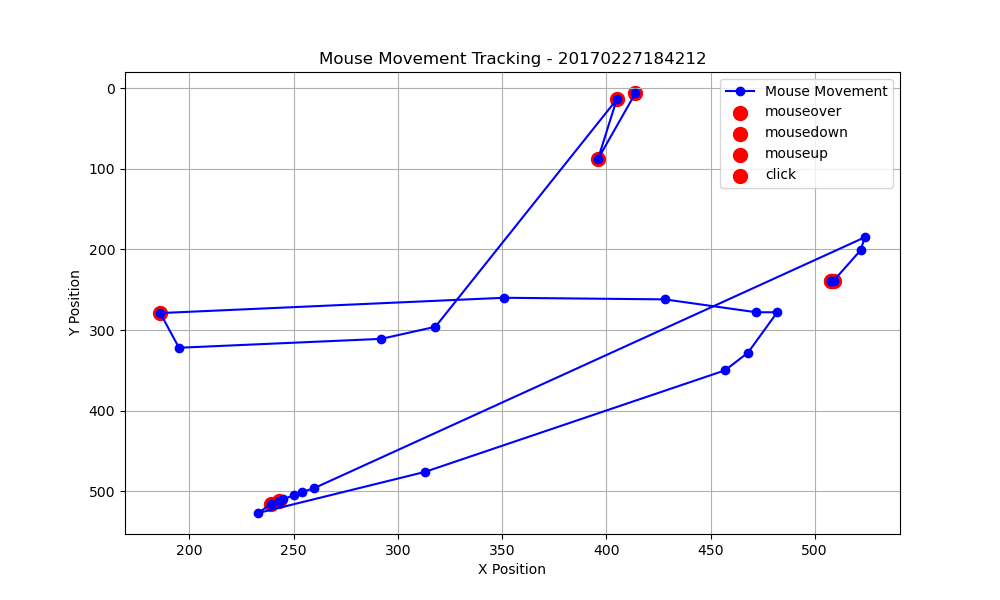 Mouse Movement Tracking - 20170227184212
Mouse Movement
mouseover
mousedown
mouseup
click
0
100
200
300
400
500
Y Position
200 250 300 350 400 450 500
X Position